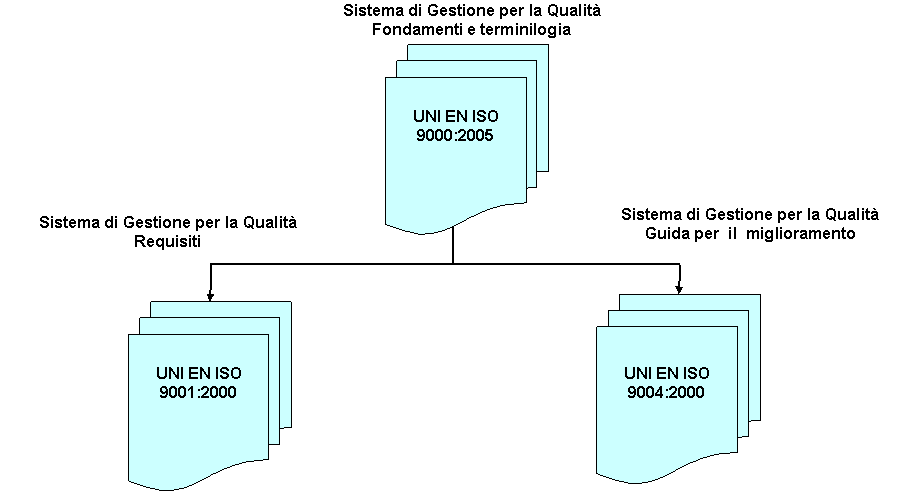 Sistema di Gestione per la Qualità
Fondamenti e terminilogia
UNI EN ISO
9000:2005
Sistema di Gestione per la Qualità
Requisiti
Sistema di Gestione per la Qualità
Guida per il miglioramento
UNI EN ISO
9001:2000
UNI EN ISO
9004:2000